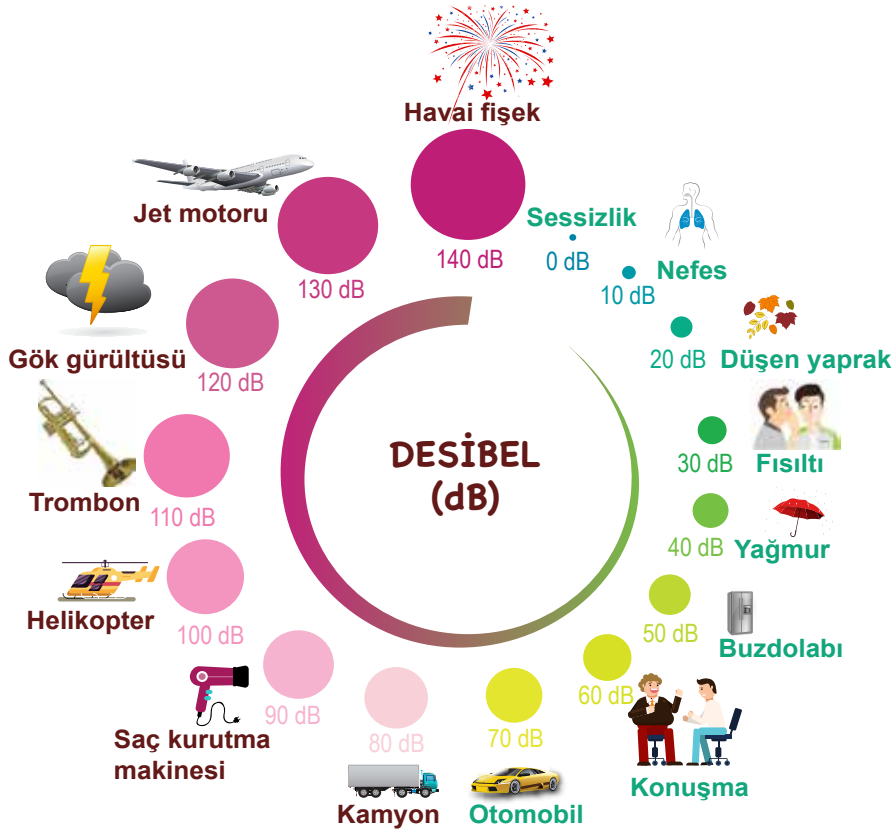 Havai fişek
140 dB
Sessizlik
0 dB
Nefes
10 dB
Düşen yaprak
20 dB
Fısıltı
30 dB
Yağmur
40 dB
Buzdolabı
50 dB
Konuşma
60 dB
Otomobil
70 dB
Kamyon
80 dB
Saç kurutma
makinesi
90 dB
Helikopter
100 dB
Trombon
110 dB
Gök gürültüsü
120 dB
Jet motoru
130 dB
DESİBEL
(dB)